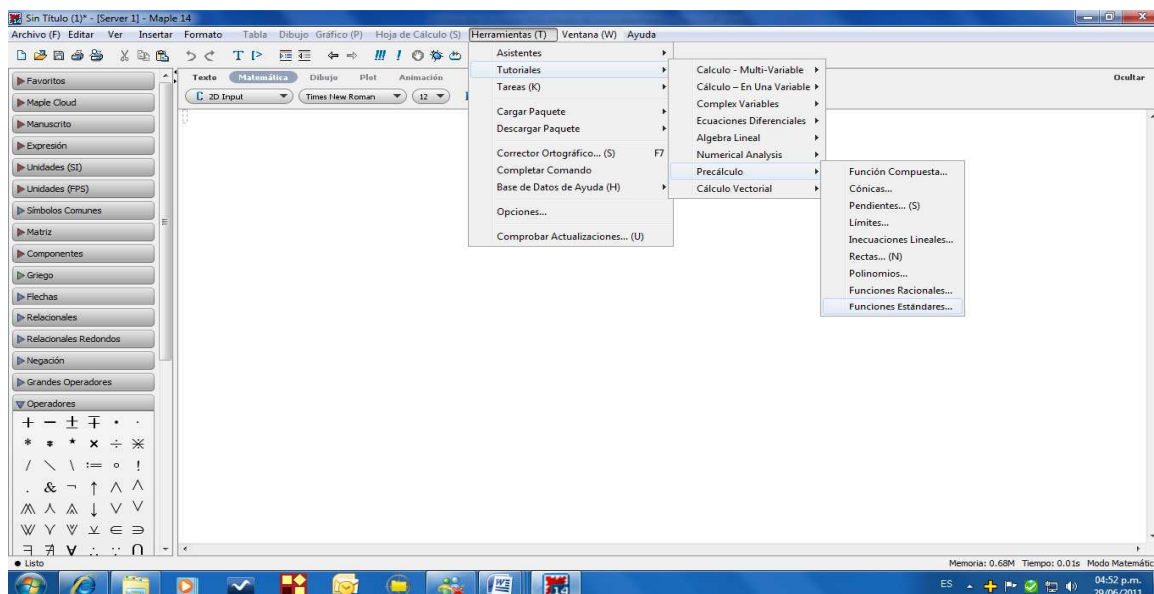 Sin Título (1)* - [Server 1] - Maple 14
Archivo (F) Editar Ver Insertar Formato Tabla Dibujo Gráfico (P) Hoja de Cálculo (S) Herramientas (T) Ventana (W) Ayuda
Texto Matemática Dibujo Plot Animación Ocultar
C 2D Input Times New Roman 12
Favoritos
Maple Cloud
Manuscrito
Expresión
Unidades (SI)
Unidades (FPS)
Símbolos Comunes
Matriz
Componentes
Griego
Flechas
Relacionales
Relacionales Redondos
Negación
Grandes Operadores
Operadores
+ − ± ∓ · ·
* * ⋆ × ÷ ⋇
/ \ \ := ∘ !
. & ¬ ↑ ∧ ∧
↓ ∨ ∨
⊻ ∈ ∋
∃ ∄ ∀ ∴ ∵ ∩
Asistentes
Tutoriales
Tareas (K)
Cargar Paquete
Descargar Paquete
Corrector Ortográfico... (S) F7
Completar Comando
Base de Datos de Ayuda (H)
Opciones...
Comprobar Actualizaciones... (U)
Calculo - Multi-Variable
Cálculo – En Una Variable
Complex Variables
Ecuaciones Diferenciales
Algebra Lineal
Numerical Analysis
Precálculo
Cálculo Vectorial
Función Compuesta...
Cónicas...
Pendientes... (S)
Límites...
Inecuaciones Lineales...
Rectas... (N)
Polinomios...
Funciones Racionales...
Funciones Estándares...
Listo
Memoria: 0.68M Tiempo: 0.01s Modo Matemátic
14
ES
04:52 p.m.
29/06/2011